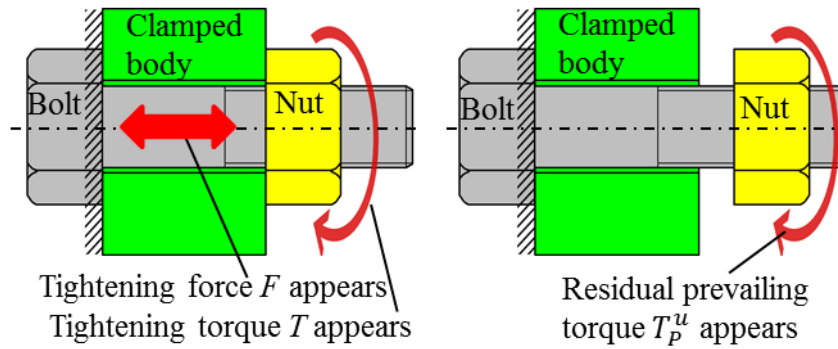 Clamped
body
Bolt
Nut
Tightening force F appears
Tightening torque T appears
Clamped
body
Bolt
Nut
Residual prevailing
torque T_P^u appears